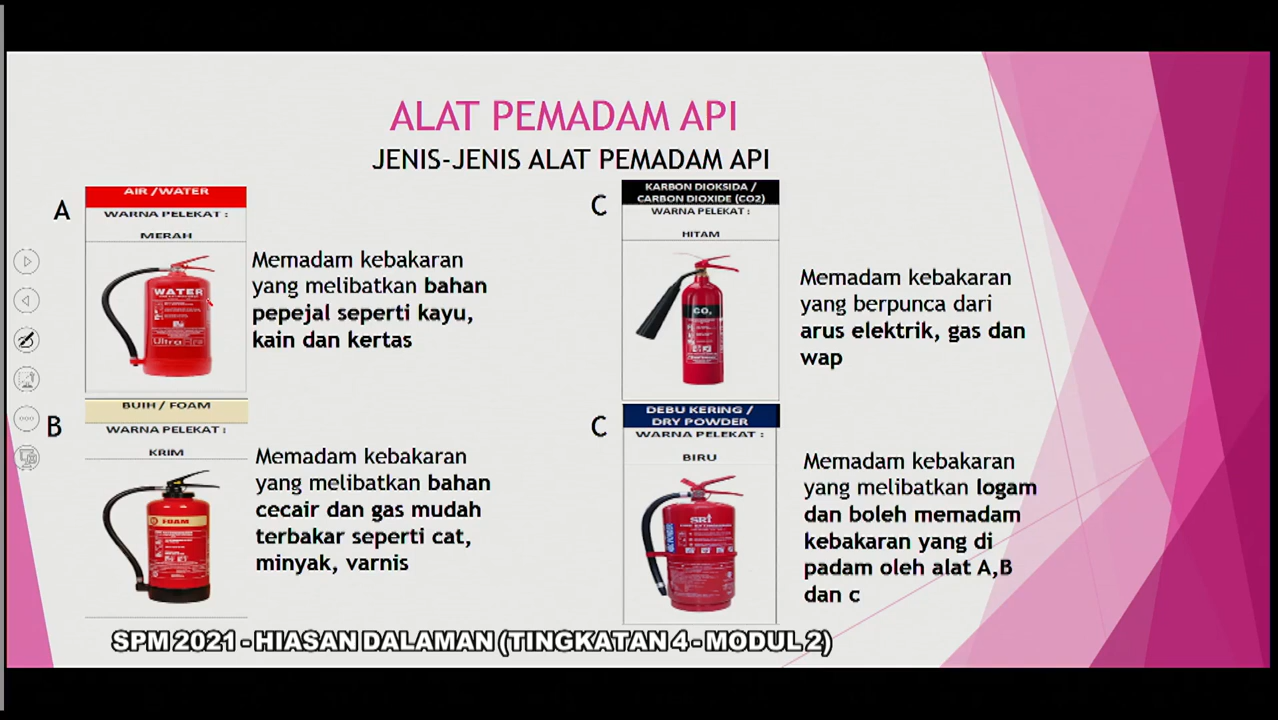 ALAT PEMADAM API
JENIS-JENIS ALAT PEMADAM API
A
AIR /WATER
WARNA PELEKAT :
MERAH
WATER
Memadam kebakaran
yang melibatkan bahan
pepejal seperti kayu,
kain dan kertas
B
BUIH / FOAM
WARNA PELEKAT :
KRIM
FOAM
Memadam kebakaran
yang melibatkan bahan
cecair dan gas mudah
terbakar seperti cat,
minyak, varnis
C
KARBON DIOKSIDA /
CARBON DIOXIDE (CO2)
WARNA PELEKAT :
HITAM
CO₂
Memadam kebakaran
yang berpunca dari
arus elektrik, gas dan
wap
C
DEBU KERING /
DRY POWDER
WARNA PELEKAT :
BIRU
SRI
Memadam kebakaran
yang melibatkan logam
dan boleh memadam
kebakaran yang di
padam oleh alat A,B
dan c
SPM 2021 - HIASAN DALAMAN (TINGKATAN 4 - MODUL 2)